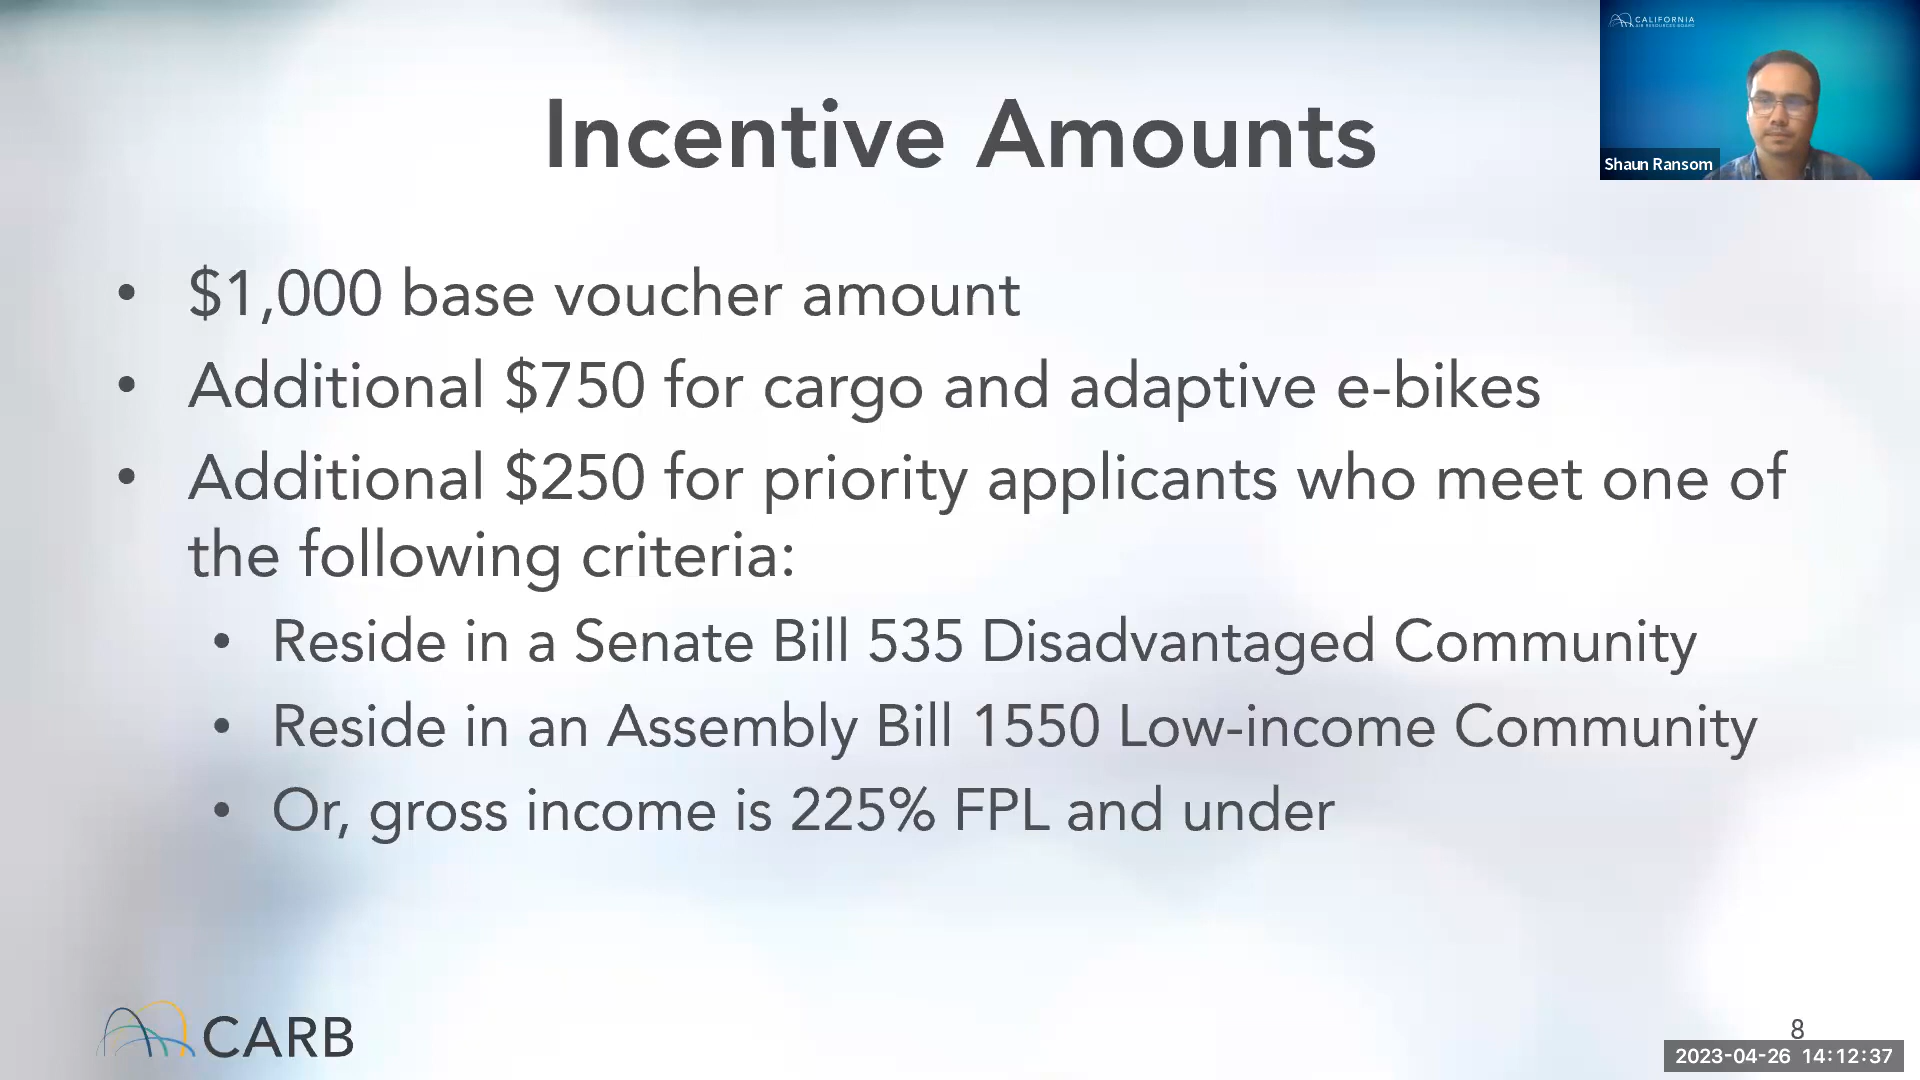 CALIFORNIA
AIR RESOURCES BOARD
Shaun Ransom
Incentive Amounts
• $1,000 base voucher amount
• Additional $750 for cargo and adaptive e-bikes
• Additional $250 for priority applicants who meet one of
the following criteria:
• Reside in a Senate Bill 535 Disadvantaged Community
• Reside in an Assembly Bill 1550 Low-income Community
• Or, gross income is 225% FPL and under
CARB
8
2023-04-26 14:12:37